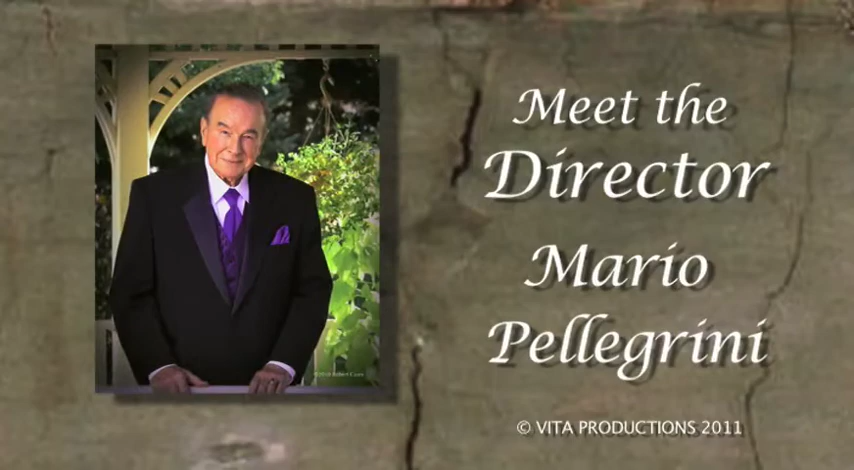 Meet the
Director
Mario
Pellegrini
© VITA PRODUCTIONS 2011